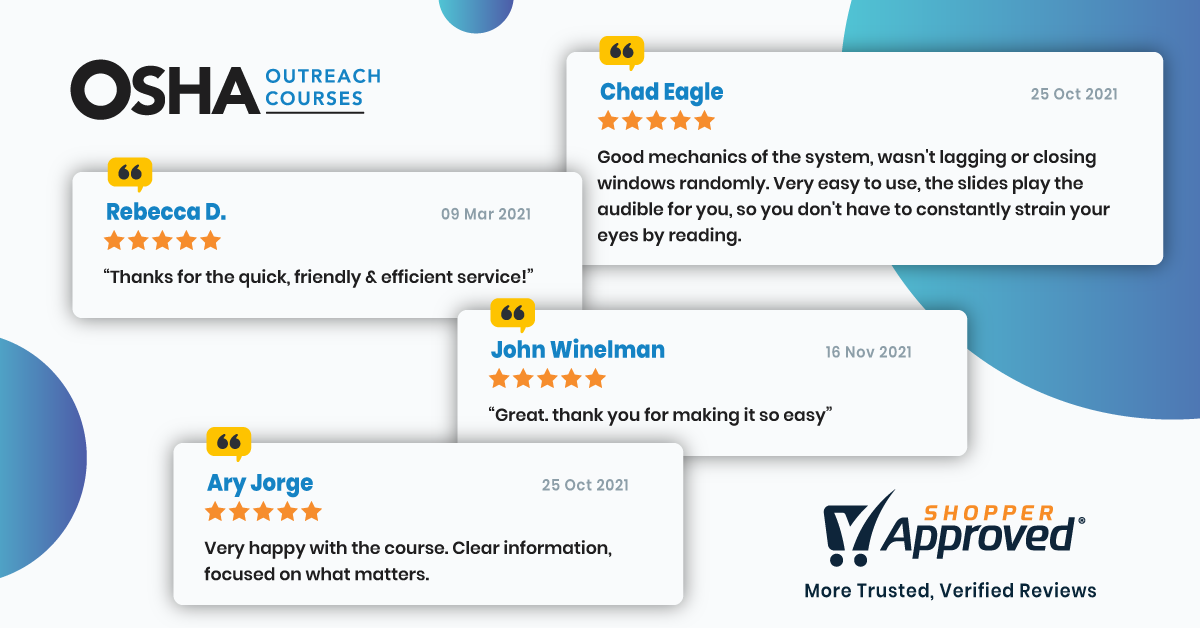 OSHA OUTREACH
COURSES
Chad Eagle
25 Oct 2021
Good mechanics of the system, wasn't lagging or closing
windows randomly. Very easy to use, the slides play the
audible for you, so you don't have to constantly strain your
eyes by reading.
Rebecca D.
09 Mar 2021
“Thanks for the quick, friendly & efficient service!”
John Winelman
16 Nov 2021
“Great. thank you for making it so easy”
Ary Jorge
25 Oct 2021
Very happy with the course. Clear information,
focused on what matters.
SHOPPER
Approved®
More Trusted, Verified Reviews